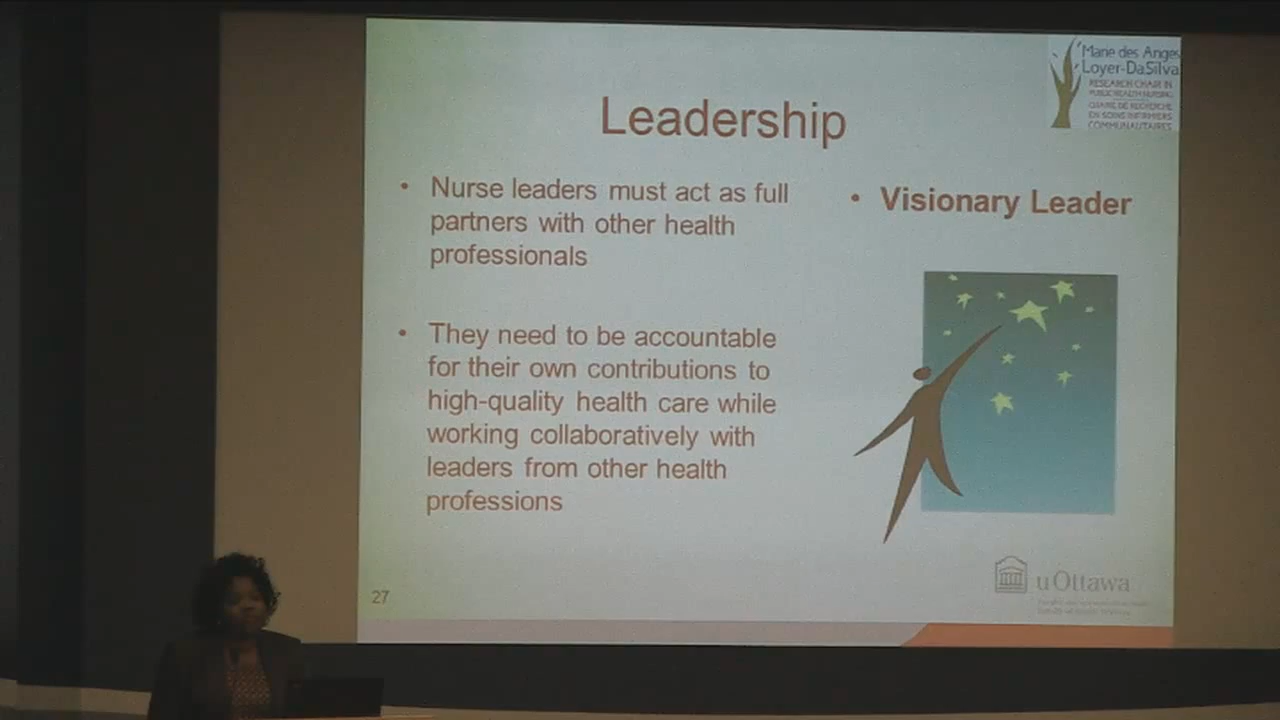 Marie des Anges
Loyer-DaSilva
RESEARCH CHAIR IN
PUBLIC HEALTH NURSING
CHAIRE DE RECHERCHE
EN SOINS INFIRMIERS
COMMUNAUTAIRES
Leadership
• Nurse leaders must act as full
partners with other health
professionals
• They need to be accountable
for their own contributions to
high-quality health care while
working collaboratively with
leaders from other health
professions
• Visionary Leader
uOttawa
27